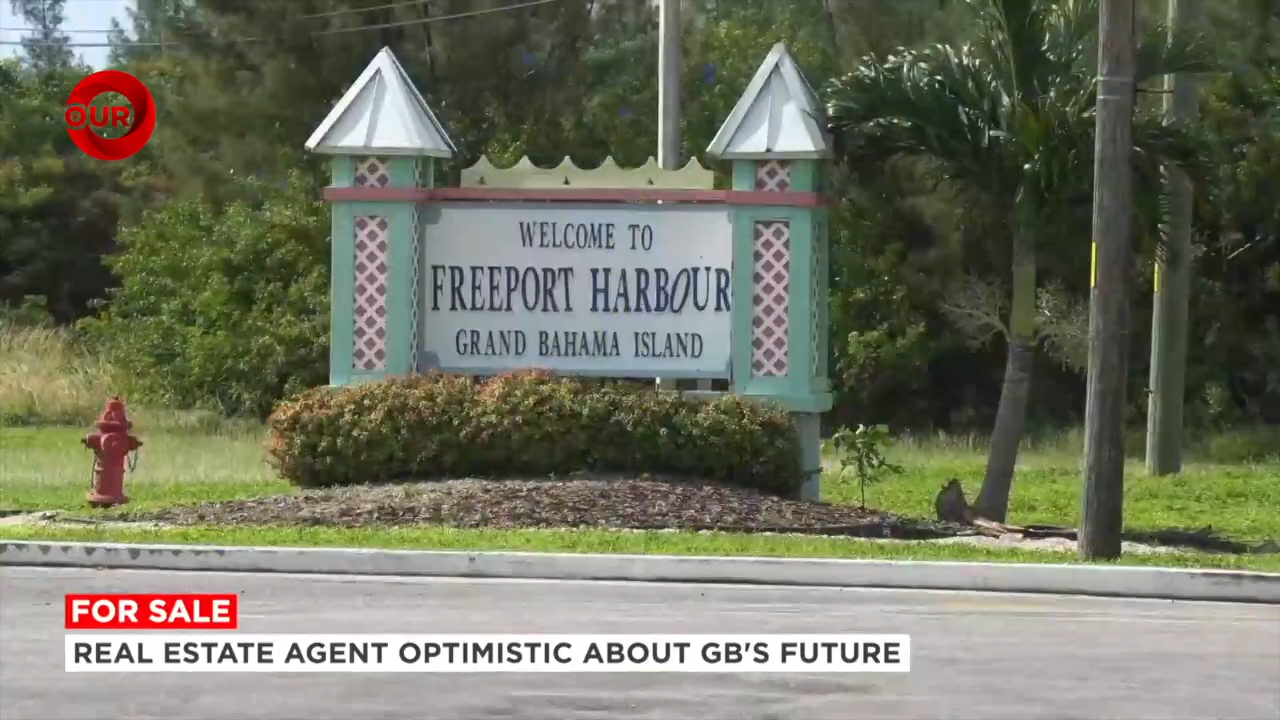 OUR
WELCOME TO
FREEPORT HARBOUR
GRAND BAHAMA ISLAND
FOR SALE
REAL ESTATE AGENT OPTIMISTIC ABOUT GB'S FUTURE